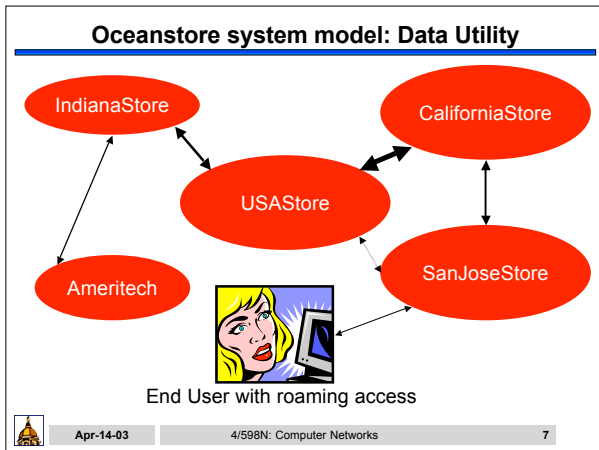 Oceanstore system model: Data Utility
IndianaStore
CaliforniaStore
USAStore
Ameritech
SanJoseStore
End User with roaming access
Apr-14-03
4/598N: Computer Networks
7